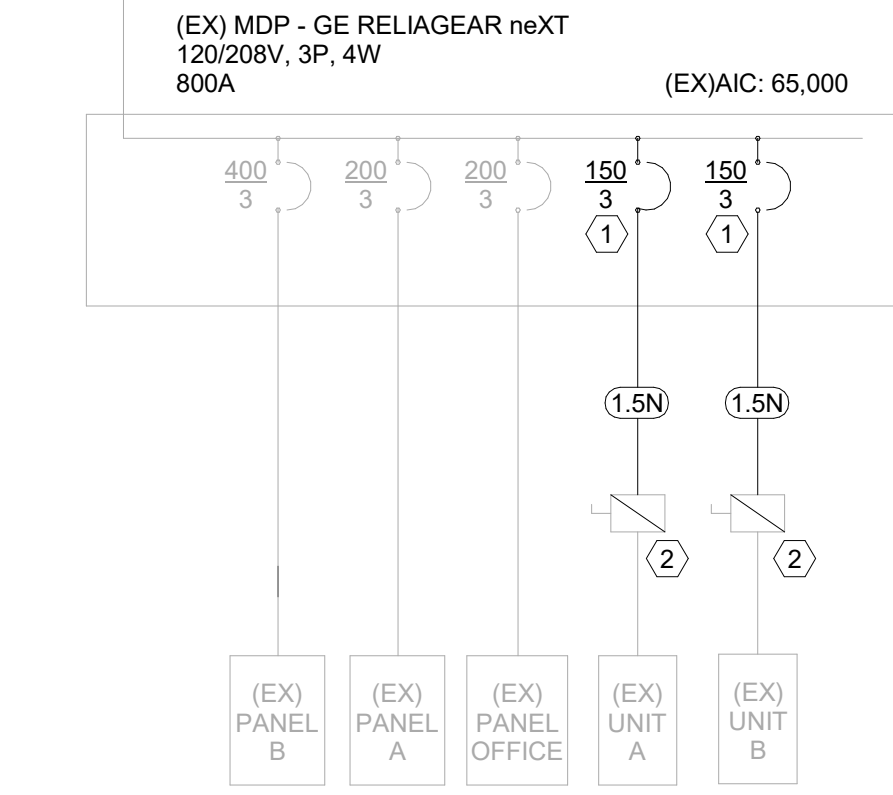 (EX) MDP - GE RELIAGEAR neXT
120/208V, 3P, 4W
800A (EX)AIC: 65,000
400 200 200 150 150
3 3 3 3 3
1 1
1.5N 1.5N
2 2
(EX) (EX) (EX) (EX) (EX)
PANEL PANEL PANEL UNIT UNIT
B A OFFICE A B